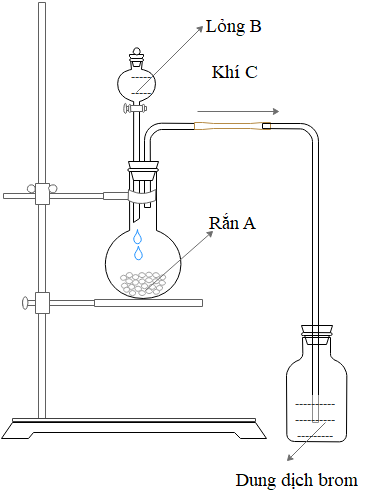 Lỏng B
Khí C
Rắn A
Dung dịch brom